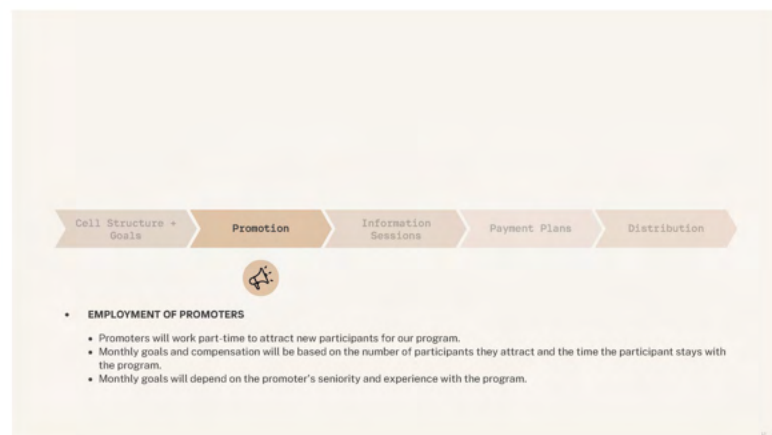 Cell Structure +
Goals
Promotion
Information
Sessions
Payment Plans
Distribution
• EMPLOYMENT OF PROMOTERS
• Promoters will work part-time to attract new participants for our program.
• Monthly goals and compensation will be based on the number of participants they attract and the time the participant stays with
the program.
• Monthly goals will depend on the promoter's seniority and experience with the program.